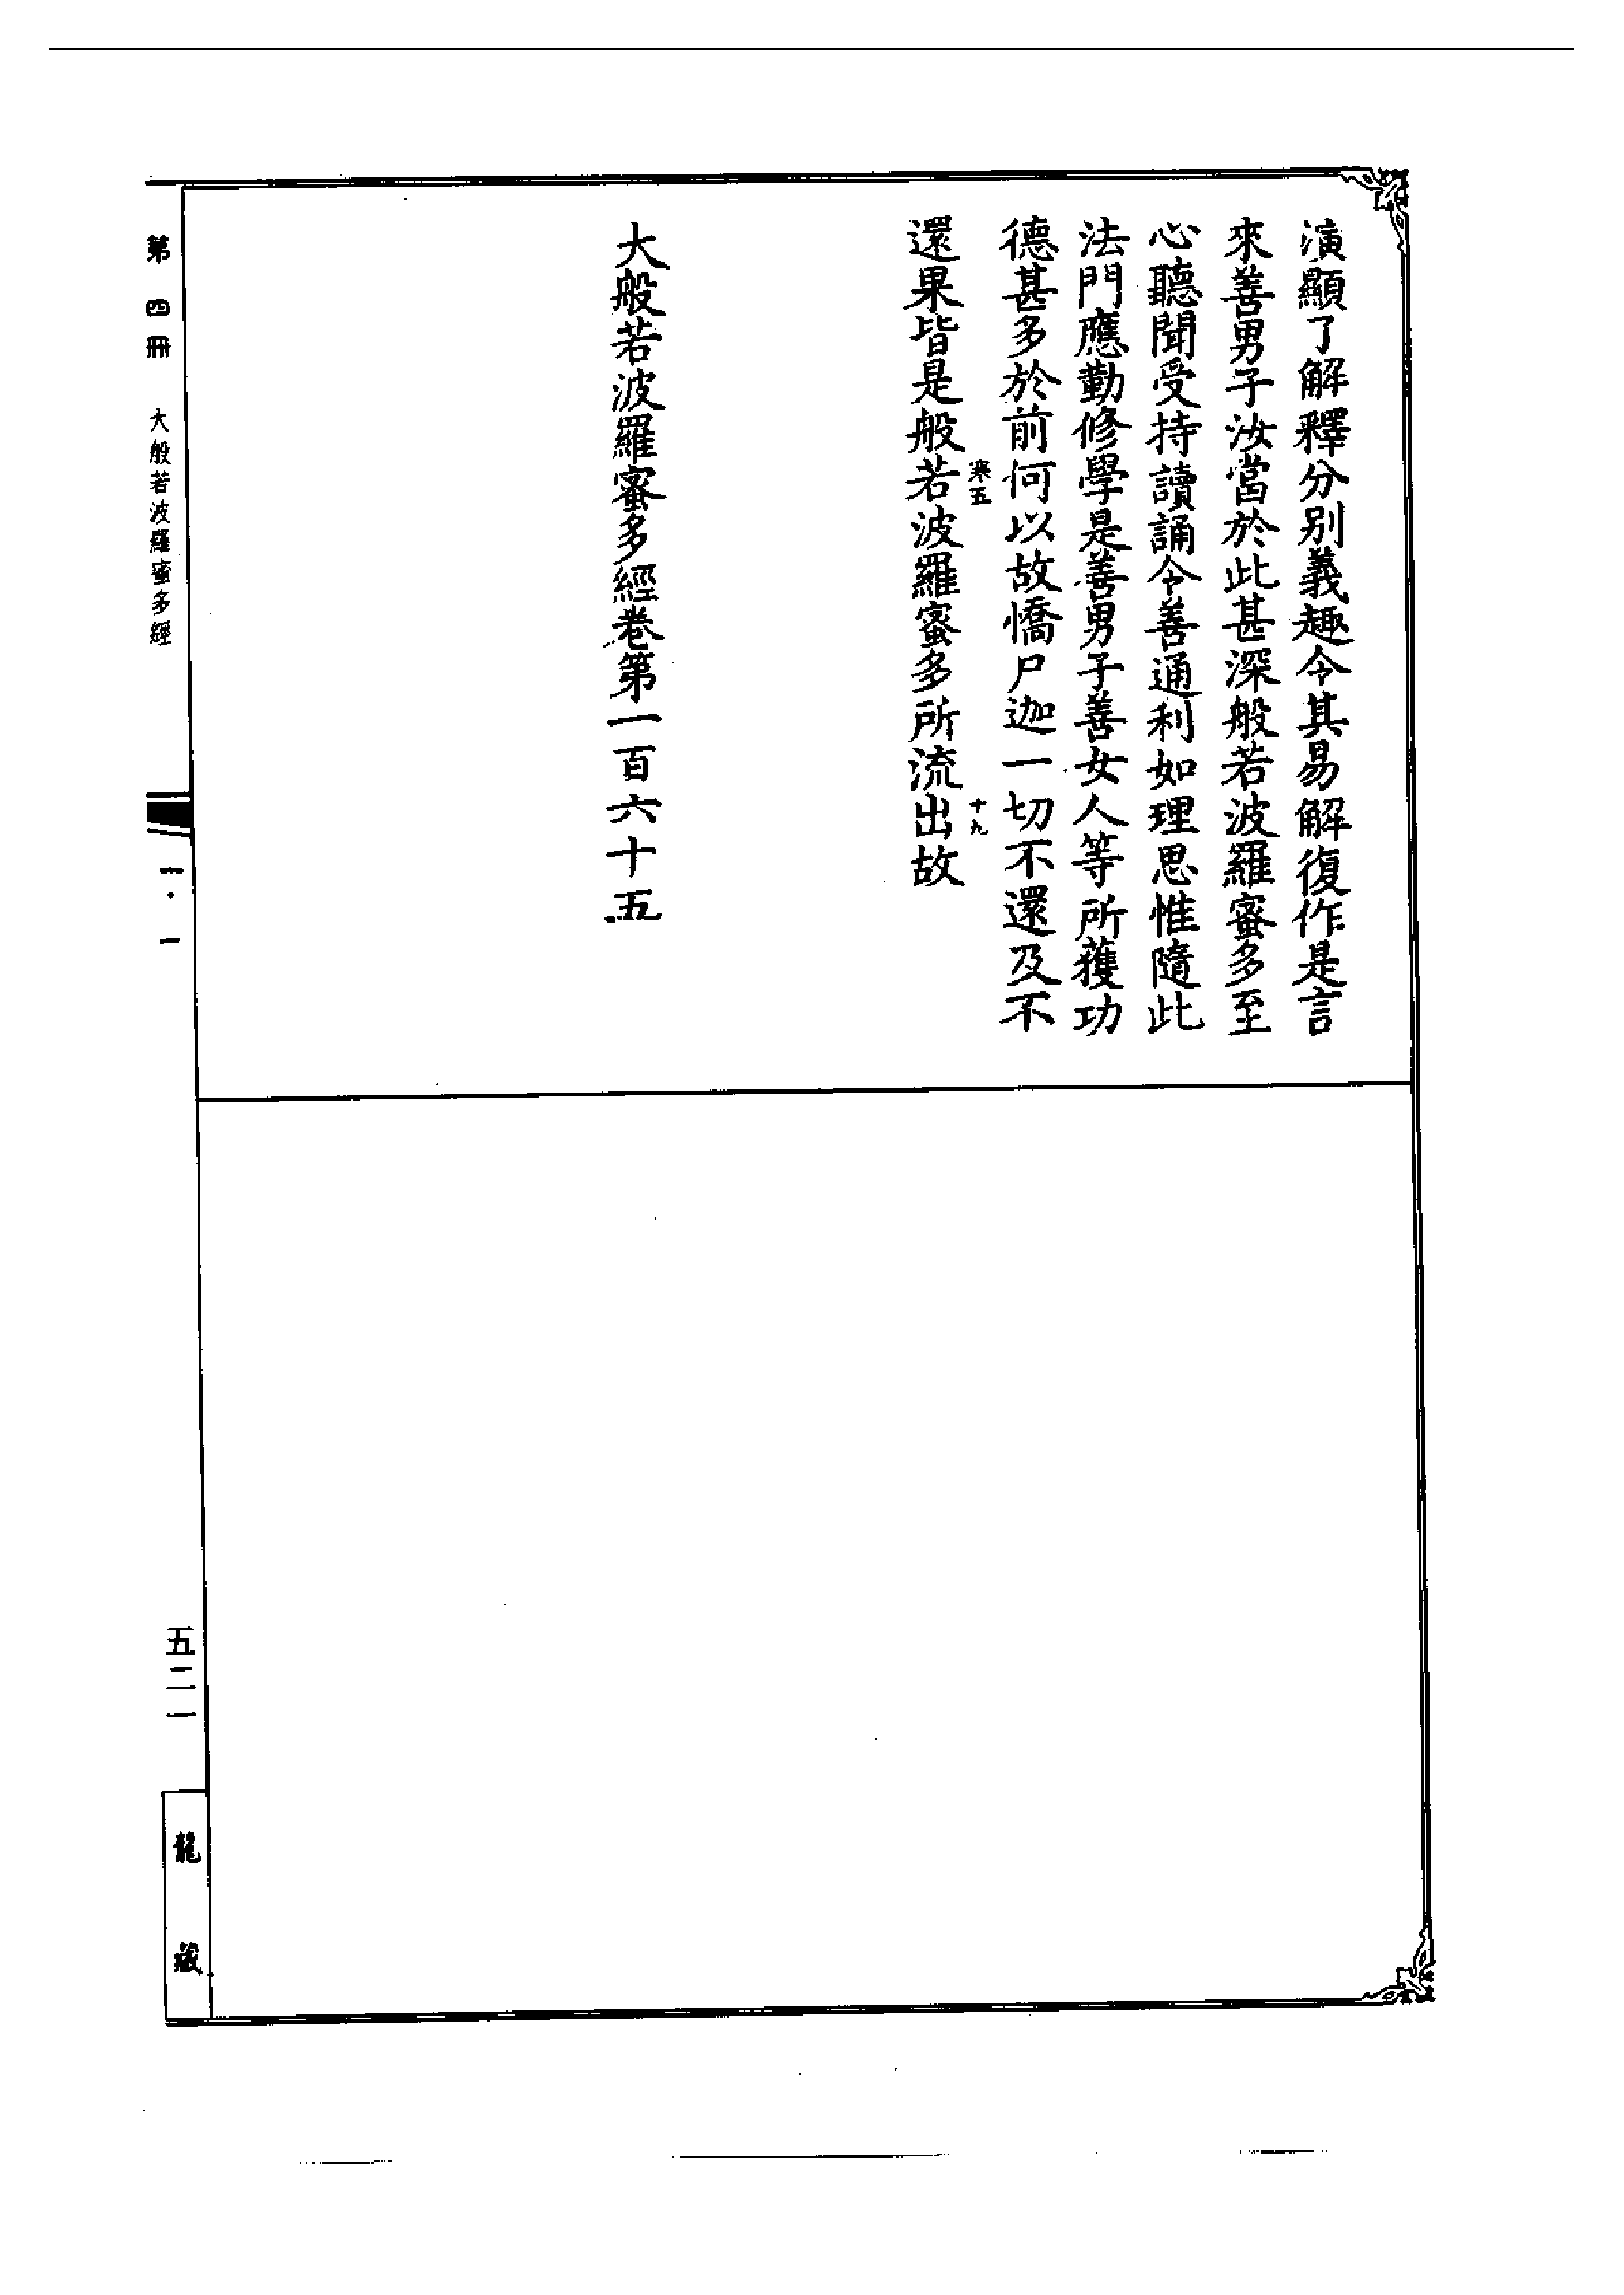 演顯了解釋分別義趣令其易解復作是言
來善男子汝當於此甚深般若波羅蜜多至
心聽聞受持讀誦令善通利如理思惟隨此
法門應勤修學是善男子善女人等所獲功
德甚多於前何以故憍尸迦一切不還及不
寒五 十九
還果皆是般若波羅蜜多所流出故
大般若波羅蜜多經卷第一百六十五
第四冊 大般若波羅蜜多經 一·一 五二一 龍藏